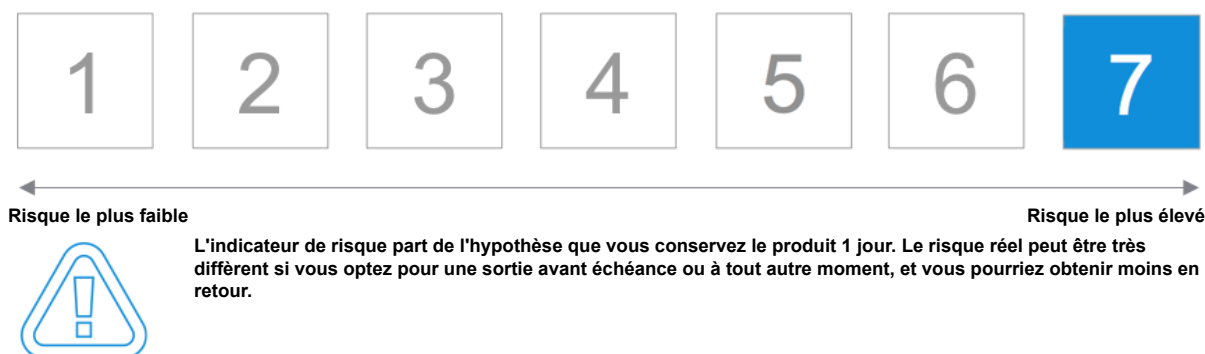 1 2 3 4 5 6 7
Risque le plus faible Risque le plus élevé
L'indicateur de risque part de l'hypothèse que vous conservez le produit 1 jour. Le risque réel peut être très
diffèrent si vous optez pour une sortie avant échéance ou à tout autre moment, et vous pourriez obtenir moins en
retour.